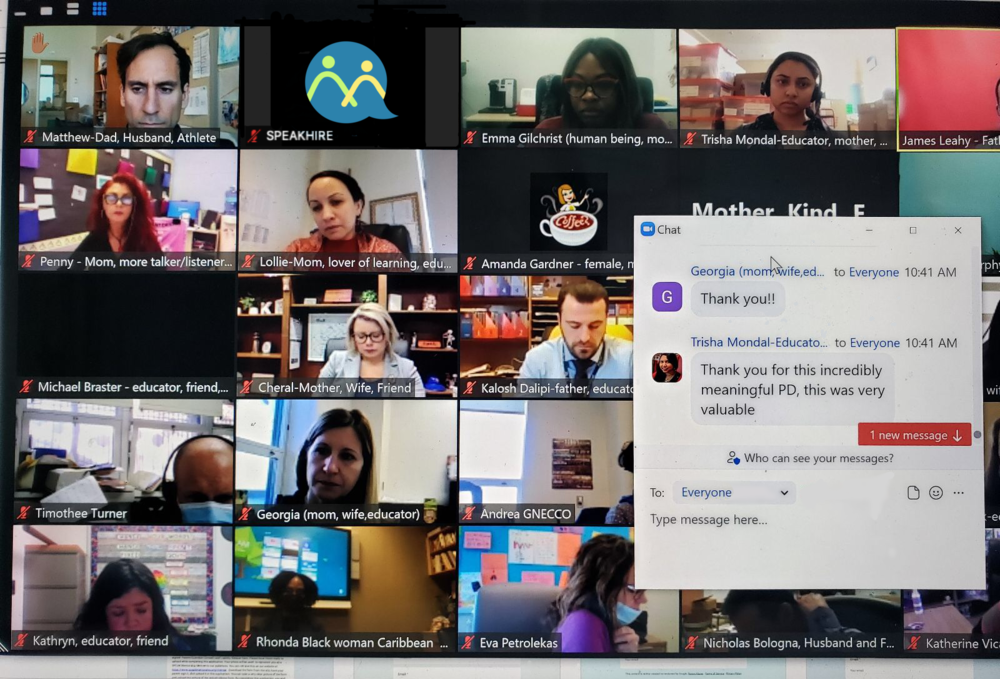 Matthew-Dad, Husband, Athlete
SPEAKHIRE
Emma Gilchrist (human being, mo...
Trisha Mondal-Educator, mother, ...
James Leahy - Fat
Penny - Mom, more talker/listener...
Lollie-Mom, lover of learning, edu...
Coffee
Amanda Gardner - female, m
Mother, Kind, E
Michael Braster - educator, friend,...
Cheral-Mother, Wife, Friend
Kalosh Dalipi-father, educato
Timothee Turner
Georgia (mom, wife,educator)
Andrea GNECCO
Kathryn, educator, friend
Rhonda Black woman Caribbean ...
Eva Petrolekas
Nicholas Bologna, Husband and F...
Katherine Vica
Chat
Georgia (mom, wife,ed... to Everyone 10:41 AM
G
Thank you!!
Trisha Mondal-Educato... to Everyone 10:41 AM
Thank you for this incredibly
meaningful PD, this was very
valuable
1 new message
Who can see your messages?
To: Everyone
Type message here...